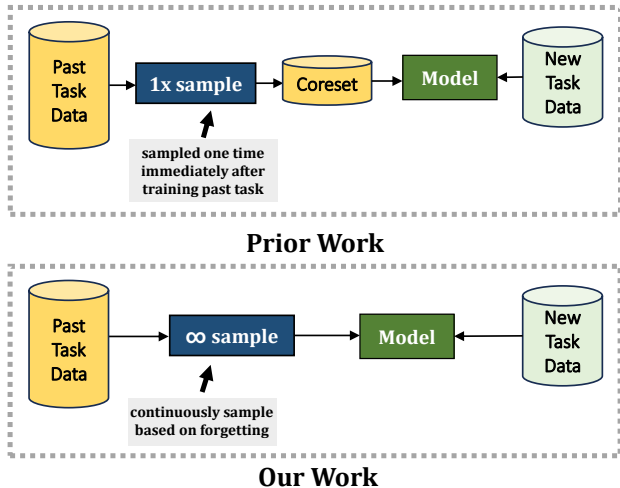 Past
Task
Data
1x sample
Coreset
Model
New
Task
Data
sampled one time
immediately after
training past task
Prior Work
Past
Task
Data
∞ sample
Model
New
Task
Data
continuously sample
based on forgetting
Our Work